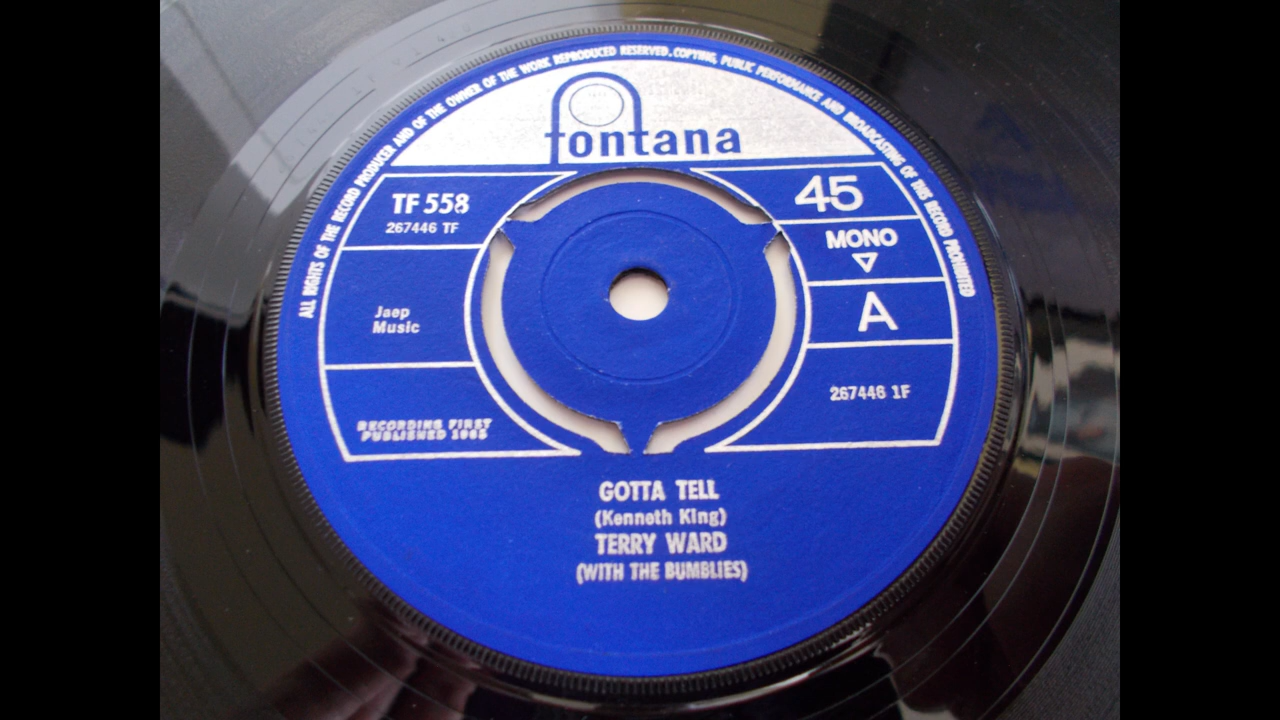 ALL RIGHTS OF THE RECORD PRODUCER AND OF THE OWNER OF THE WORK REPRODUCED RESERVED. COPYING, PUBLIC PERFORMANCE AND BROADCASTING OF THIS RECORD PROHIBITED
fontana
TF 558
267446 TF
45
MONO
A
Jaep
Music
267446 1F
RECORDING FIRST
PUBLISHED 1965
GOTTA TELL
(Kenneth King)
TERRY WARD
(WITH THE BUMBLIES)